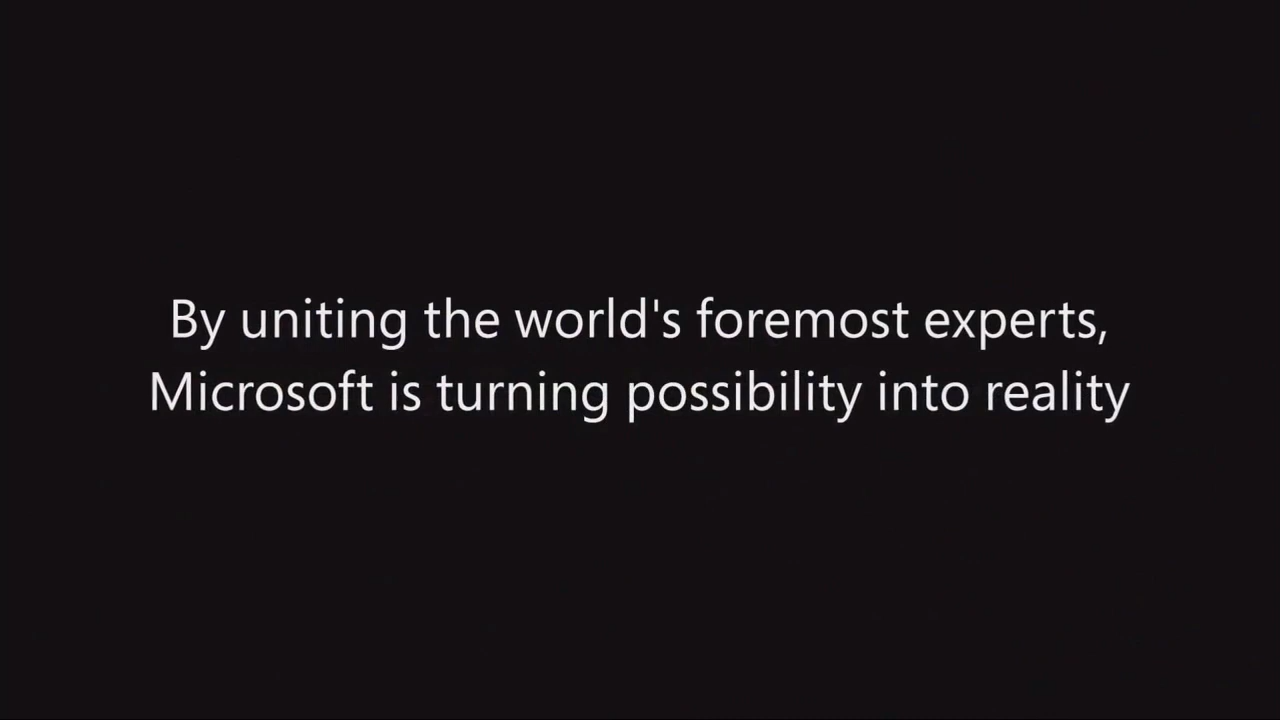 By uniting the world's foremost experts,
Microsoft is turning possibility into reality